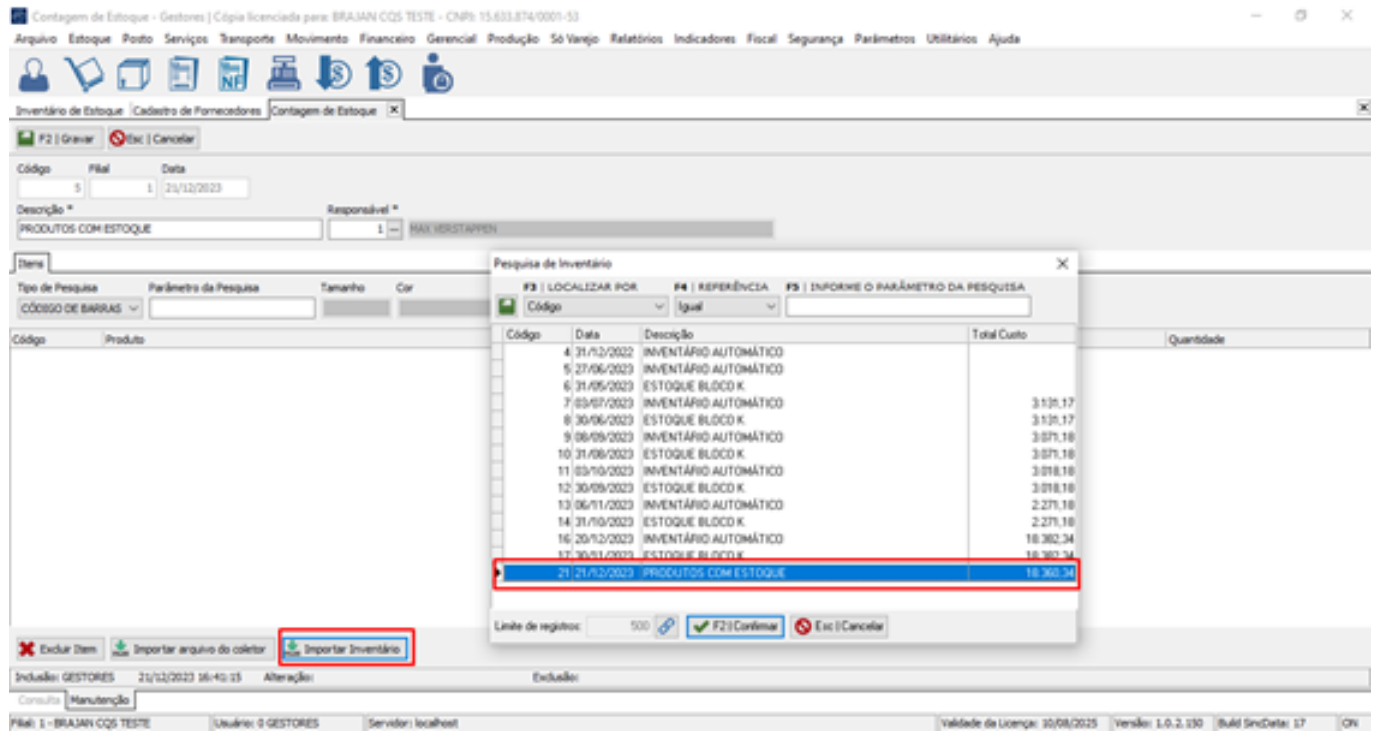 Contagem de Estoque - Gestores | Cópia licenciada para: BRAJAN CQS TESTE - CNPJ: 15.633.874/0001-53
Arquivo Estoque Posto Serviços Transporte Movimento Financeiro Gerencial Produção Só Varejo Relatórios Indicadores Fiscal Segurança Parâmetros Utilitários Ajuda
NF
Inventário de Estoque Cadastro de Fornecedores Contagem de Estoque
F2 | Gravar Esc | Cancelar
Código Filial Data
5 1 21/12/2023
Descrição * Responsável *
PRODUTOS COM ESTOQUE 1 MAX VERSTAPPEN
Itens
Tipo de Pesquisa Parâmetro da Pesquisa Tamanho Cor
CÓDIGO DE BARRAS
Código Produto Quantidade
Pesquisa de Inventário
F3 | LOCALIZAR POR F4 | REFERÊNCIA F5 | INFORME O PARÂMETRO DA PESQUISA
Código Igual
Código Data Descrição Total Custo
4 31/12/2022 INVENTÁRIO AUTOMÁTICO
5 27/06/2023 INVENTÁRIO AUTOMÁTICO
6 31/05/2023 ESTOQUE BLOCO K
7 03/07/2023 INVENTÁRIO AUTOMÁTICO 3.131,17
8 30/06/2023 ESTOQUE BLOCO K 3.131,17
9 08/09/2023 INVENTÁRIO AUTOMÁTICO 3.071,18
10 31/08/2023 ESTOQUE BLOCO K 3.071,18
11 03/10/2023 INVENTÁRIO AUTOMÁTICO 3.018,18
12 30/09/2023 ESTOQUE BLOCO K 3.018,18
13 06/11/2023 INVENTÁRIO AUTOMÁTICO 2.271,18
14 31/10/2023 ESTOQUE BLOCO K 2.271,18
16 20/12/2023 INVENTÁRIO AUTOMÁTICO 18.382,34
17 30/11/2023 ESTOQUE BLOCO K 18.382,34
21 21/12/2023 PRODUTOS COM ESTOQUE 18.360,34
Limite de registros: 500 F2 | Confirmar Esc | Cancelar
Excluir Item Importar arquivo do coletor Importar Inventário
Inclusão: GESTORES 21/12/2023 16:41:15 Alteração: Exclusão:
Consulta Manutenção
Filial: 1 - BRAJAN CQS TESTE Usuário: 0 GESTORES Servidor: localhost Validade da Licença: 10/08/2025 Versão: 1.0.2.150 Build SincData: 17 ON